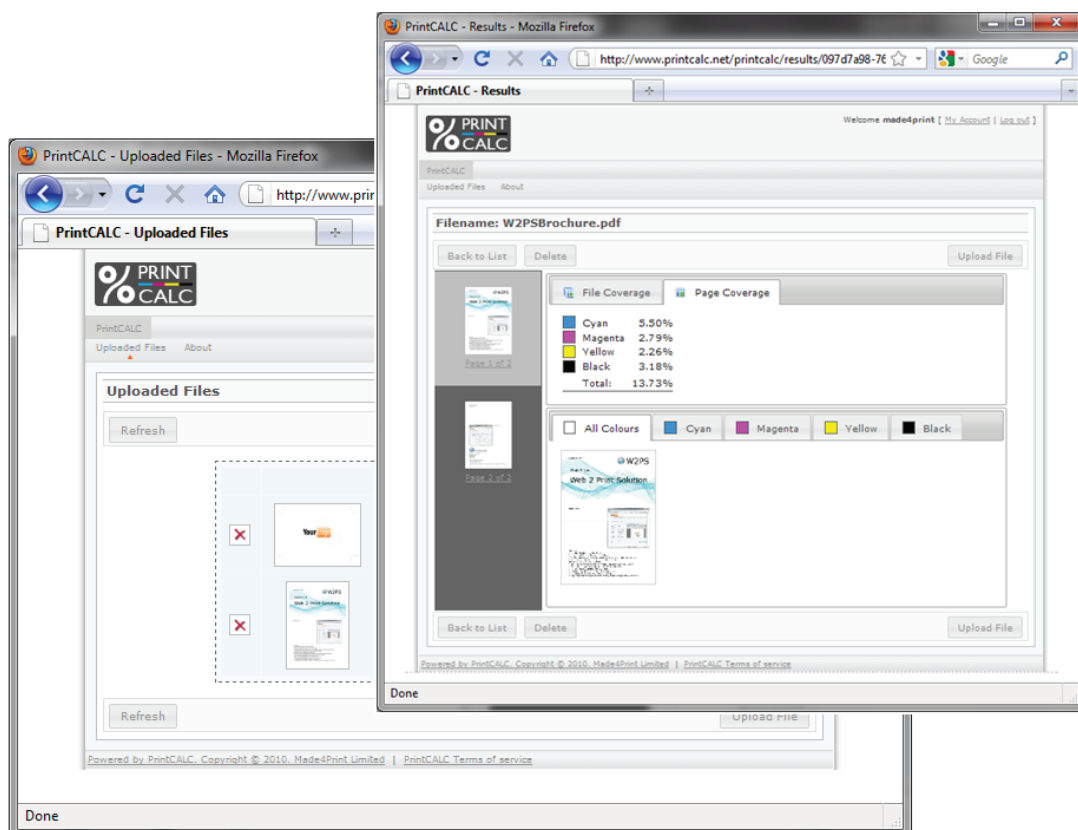 PrintCALC - Results - Mozilla Firefox
http://www.printcalc.net/printcalc/results/097d7a98-76
Google
PrintCALC - Results
% PRINT CALC
Welcome made4print [ My Account | Log out ]
PrintCALC
Uploaded Files About
Filename: W2PSBrochure.pdf
Back to List Delete Upload File
File Coverage Page Coverage
Cyan 5.50%
Magenta 2.79%
Yellow 2.26%
Black 3.18%
Total: 13.73%
Page 1 of 2
Page 2 of 2
All Colours Cyan Magenta Yellow Black
W2PS
Web 2 Print Solution
Back to List Delete Upload File
Powered by PrintCALC. Copyright © 2010. Made4Print Limited | PrintCALC Terms of service
Done
PrintCALC - Uploaded Files - Mozilla Firefox
http://www.prin
PrintCALC - Uploaded Files
% PRINT CALC
PrintCALC
Uploaded Files About
Uploaded Files
Refresh
Your
W2PS
Web 2 Print Solution
Refresh Upload File
Powered by PrintCALC. Copyright © 2010. Made4Print Limited | PrintCALC Terms of service
Done